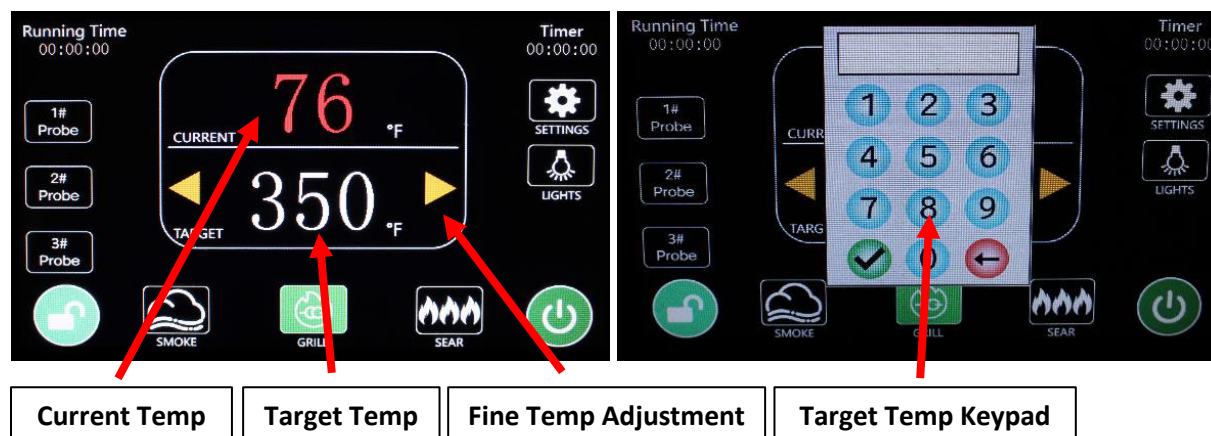 Running Time
00:00:00
Timer
00:00:00
1#
Probe
2#
Probe
3#
Probe
76 °F
CURRENT
350 °F
TARGET
SETTINGS
LIGHTS
SMOKE
GRILL
SEAR
Running Time
00:00:00
Timer
00:00:00
1#
Probe
2#
Probe
3#
Probe
CURR
TARG
1 2 3
4 5 6
7 8 9
0
SETTINGS
LIGHTS
SMOKE
GRILL
SEAR
Current Temp
Target Temp
Fine Temp Adjustment
Target Temp Keypad